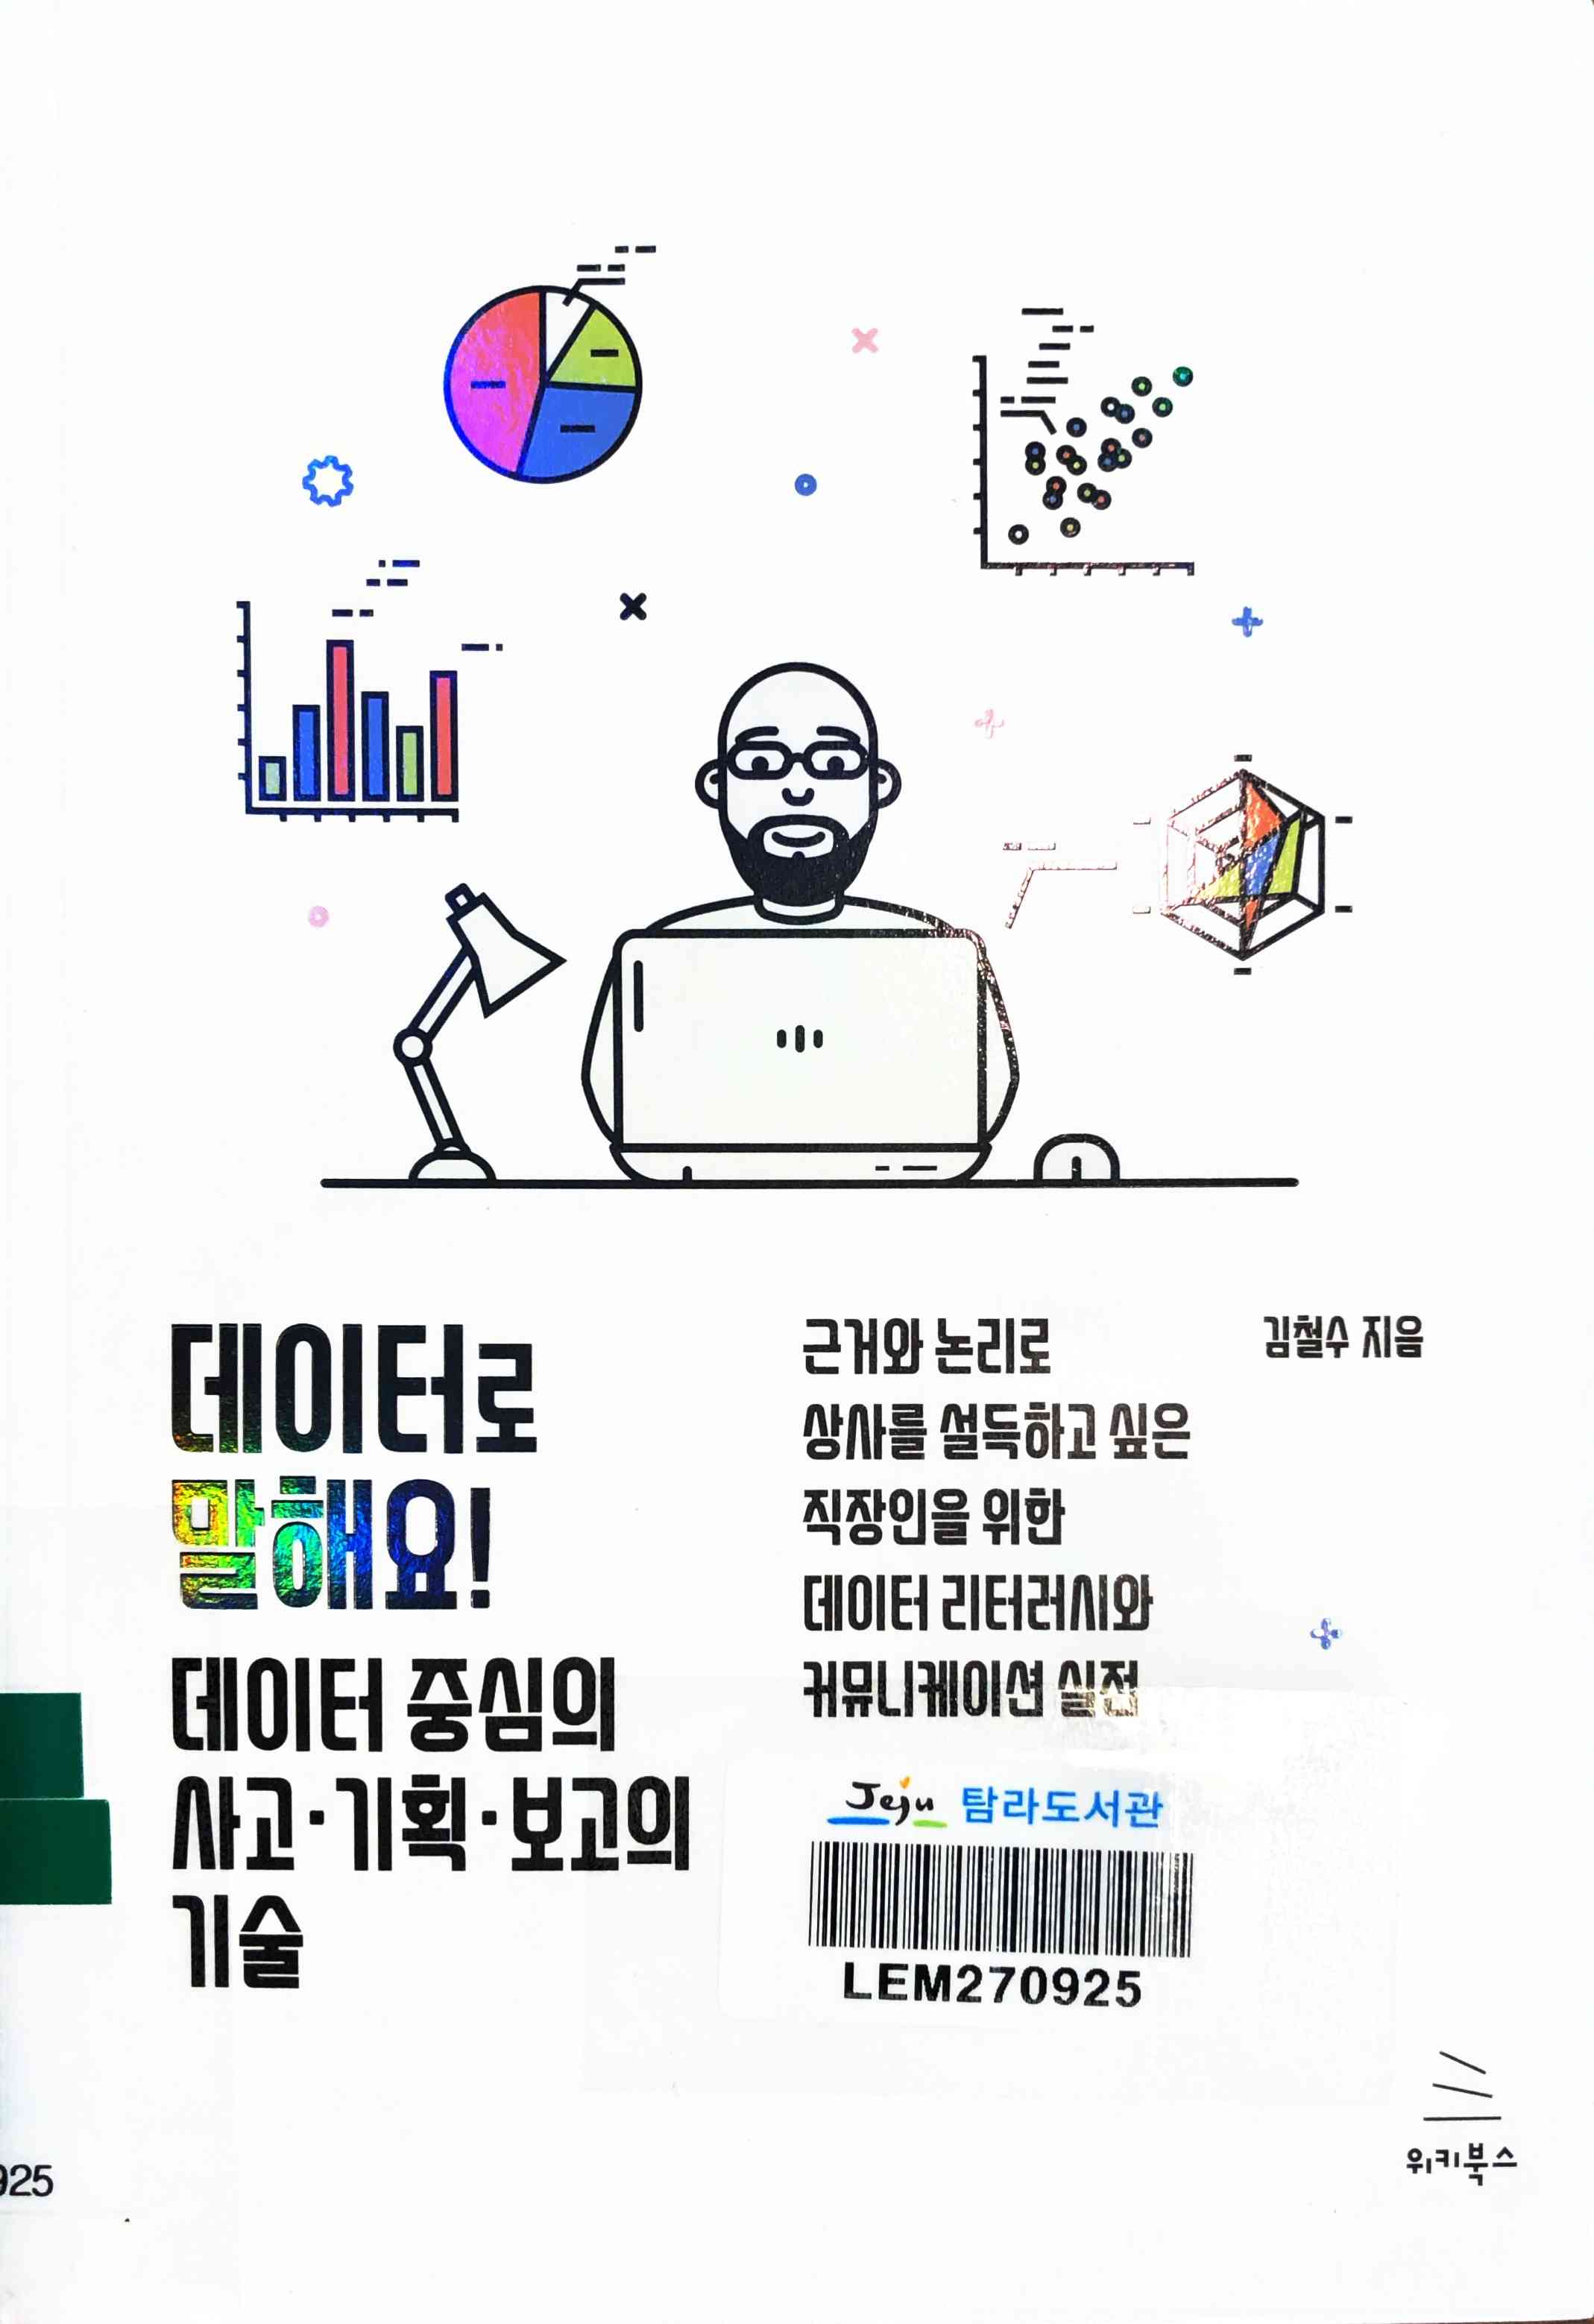 데이터로
말해요!
데이터 중심의
사고·기획·보고의
기술
근거와 논리로
상사를 설득하고 싶은
직장인을 위한
데이터 리터러시와
커뮤니케이션 실전
김철수 지음
Jeju 탐라도서관
LEM270925
925
위키북스